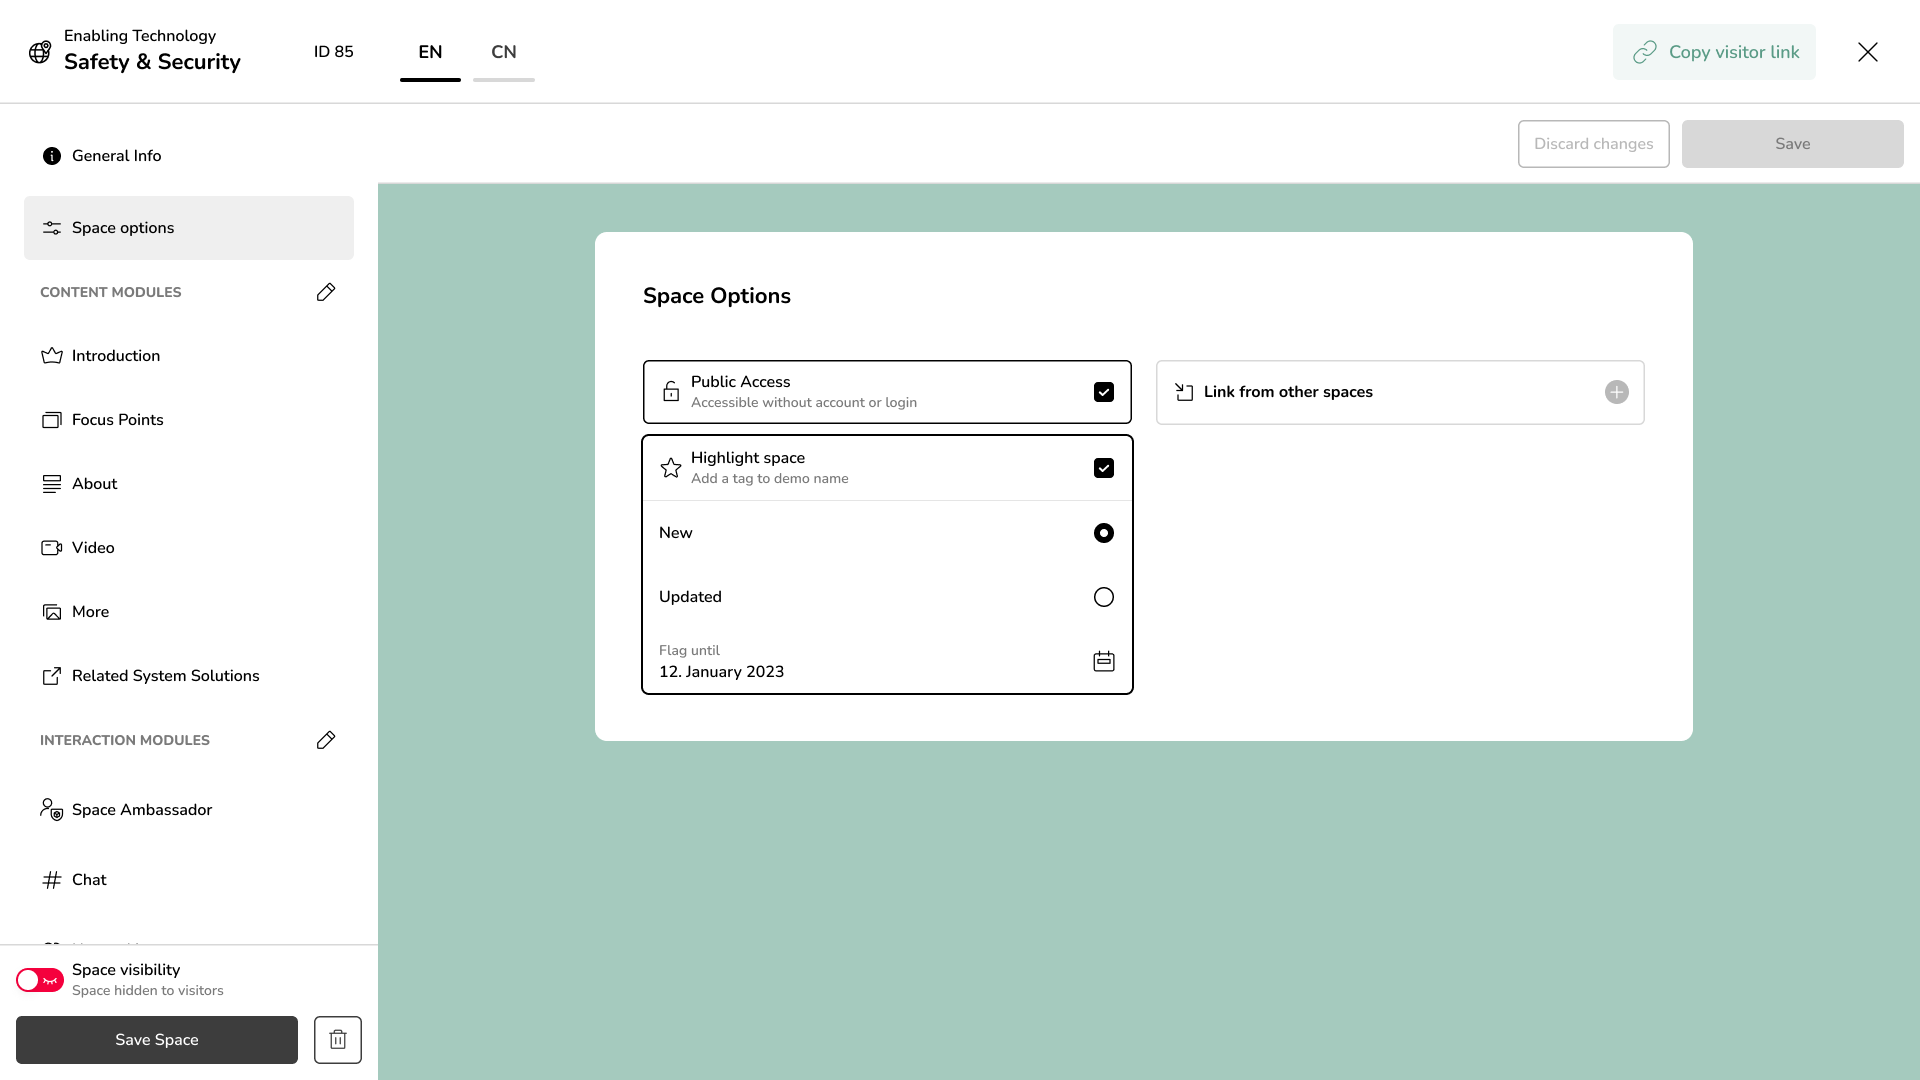 Enabling Technology
Safety & Security
ID 85
EN
CN
Copy visitor link
Discard changes
Save
General Info
Space options
CONTENT MODULES
Introduction
Focus Points
About
Video
More
Related System Solutions
INTERACTION MODULES
Space Ambassador
Chat
Space visibility
Space hidden to visitors
Save Space
Space Options
Public Access
Accessible without account or login
Highlight space
Add a tag to demo name
New
Updated
Flag until
12. January 2023
Link from other spaces